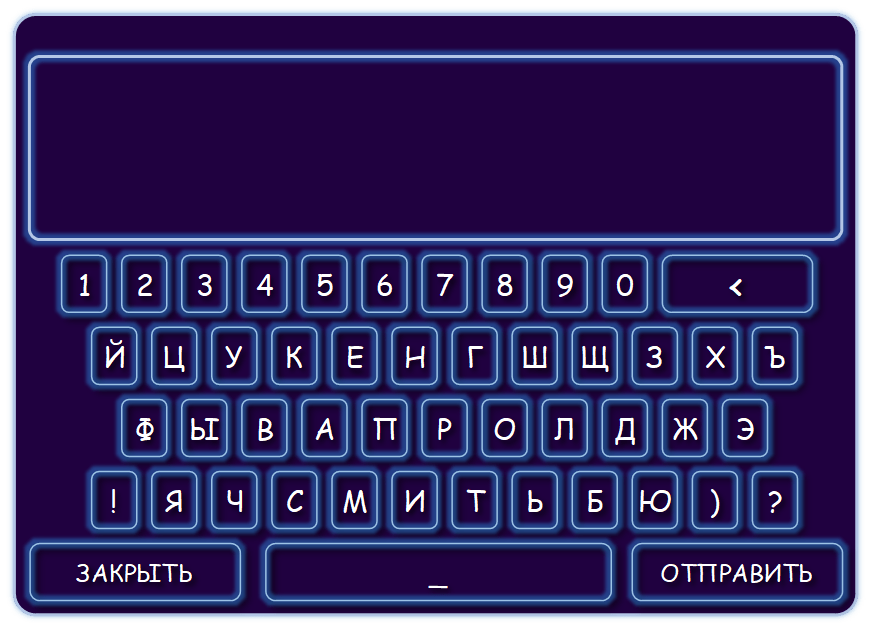 1 2 3 4 5 6 7 8 9 0 <
Й Ц У К Е Н Г Ш Щ З Х Ъ
Ф Ы В А П Р О Л Д Ж Э
! Я Ч С М И Т Ь Б Ю ) ?
ЗАКРЫТЬ _ ОТПРАВИТЬ